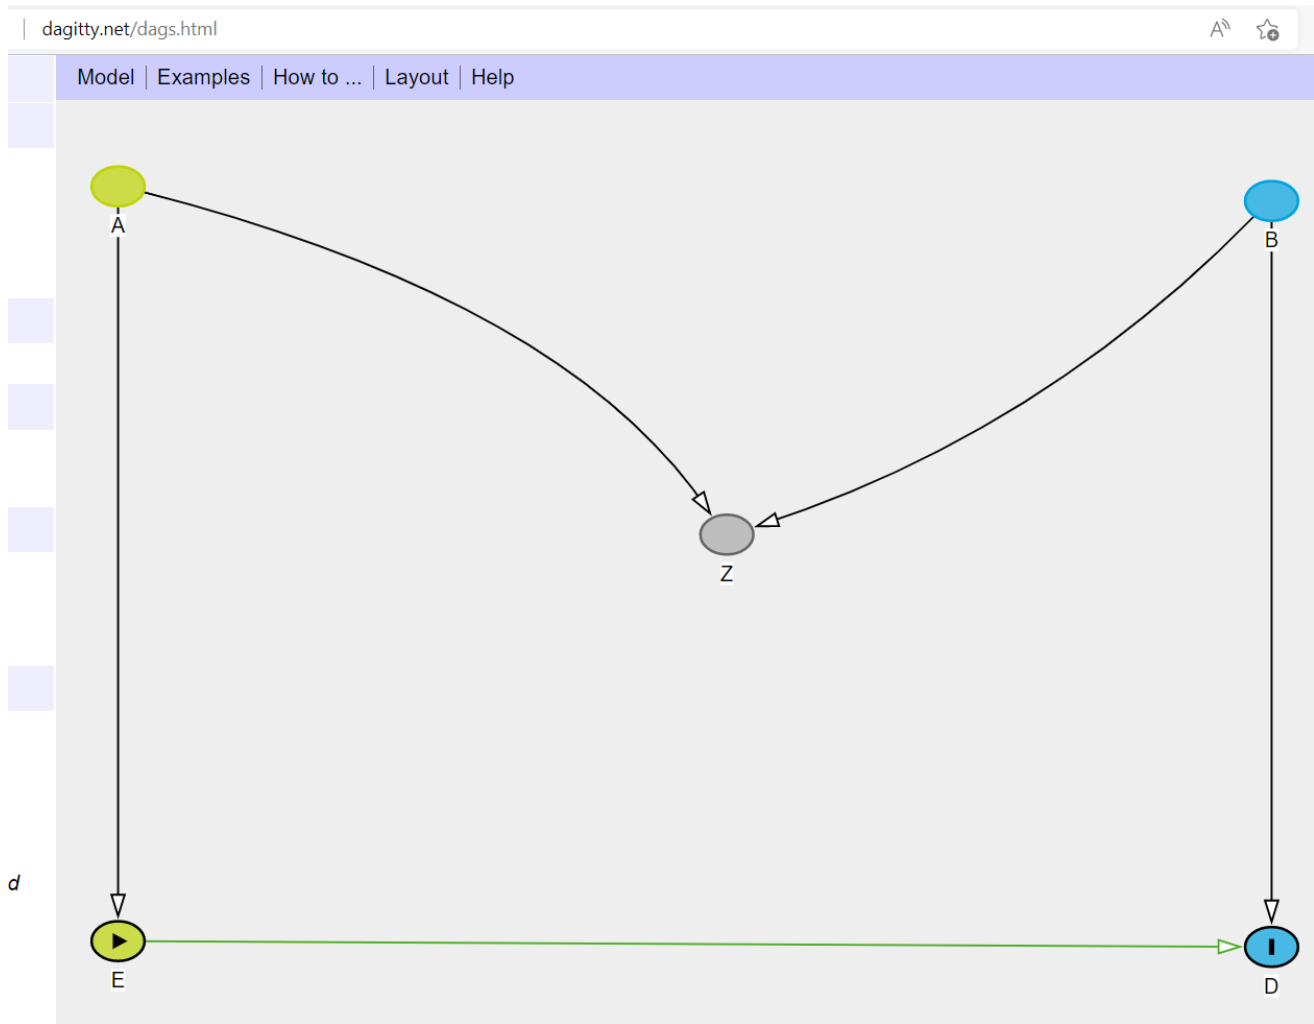 dagitty.net/dags.html A
Model | Examples | How to ... | Layout | Help
A
B
Z
d
E
D